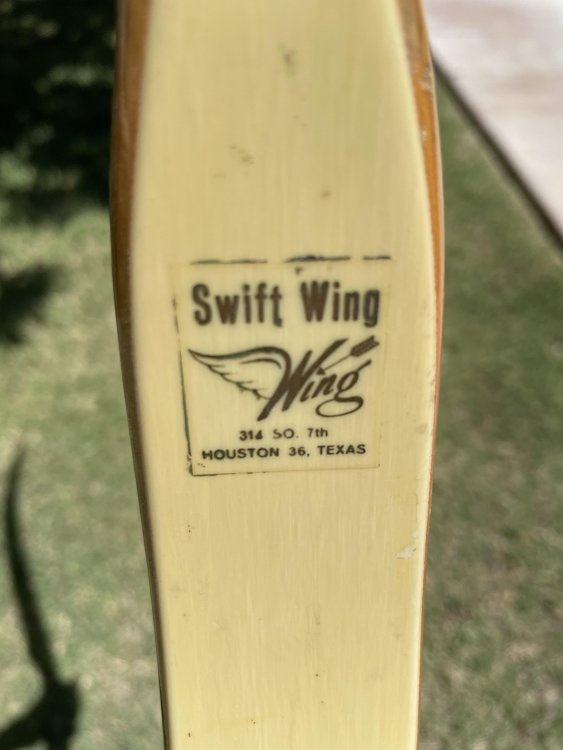 Swift Wing
Wing
314 SO. 7th
HOUSTON 36, TEXAS